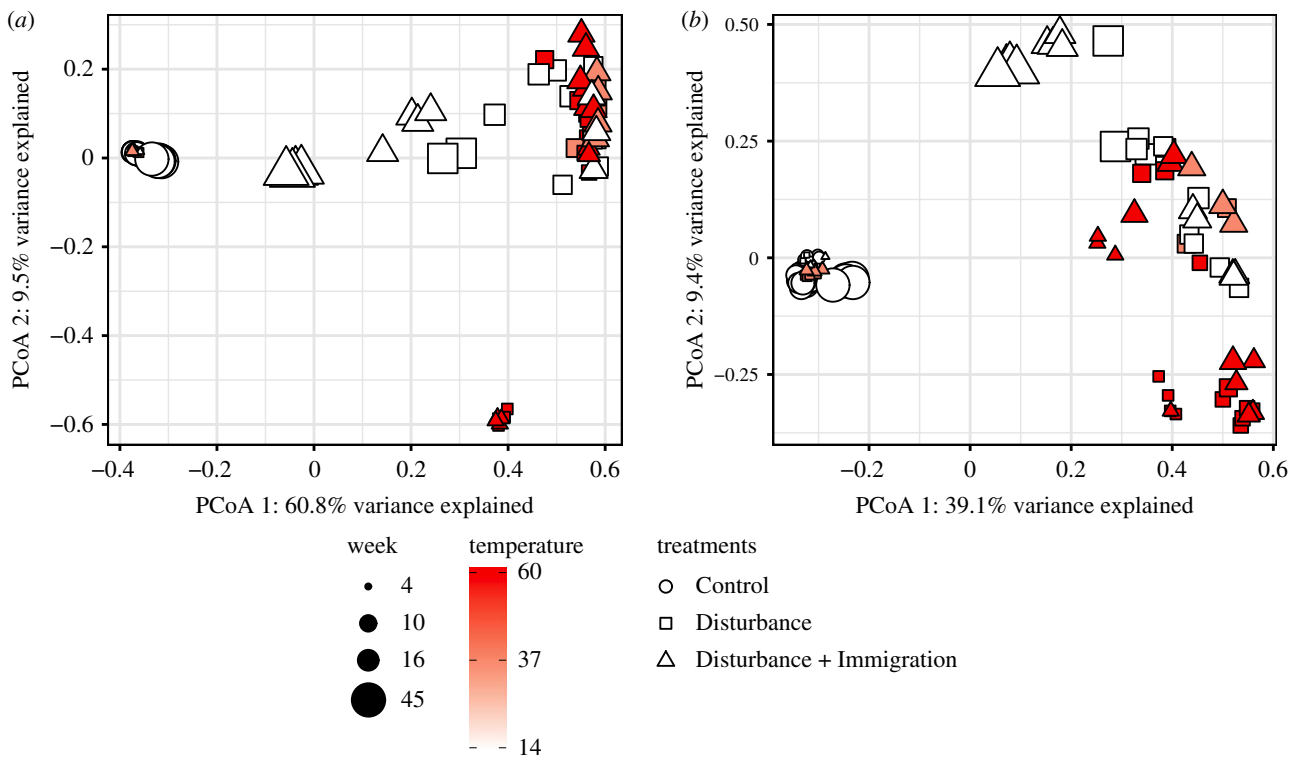 (a)
PCoA 2: 9.5% variance explained
0.2
0
−0.2
−0.4
−0.6
−0.4
−0.2
0
0.2
0.4
0.6
PCoA 1: 60.8% variance explained
(b)
PCoA 2: 9.4% variance explained
0.50
0.25
0
−0.25
−0.2
0
0.2
0.4
0.6
PCoA 1: 39.1% variance explained
week
4
10
16
45
temperature
60
37
14
treatments
Control
Disturbance
Disturbance + Immigration